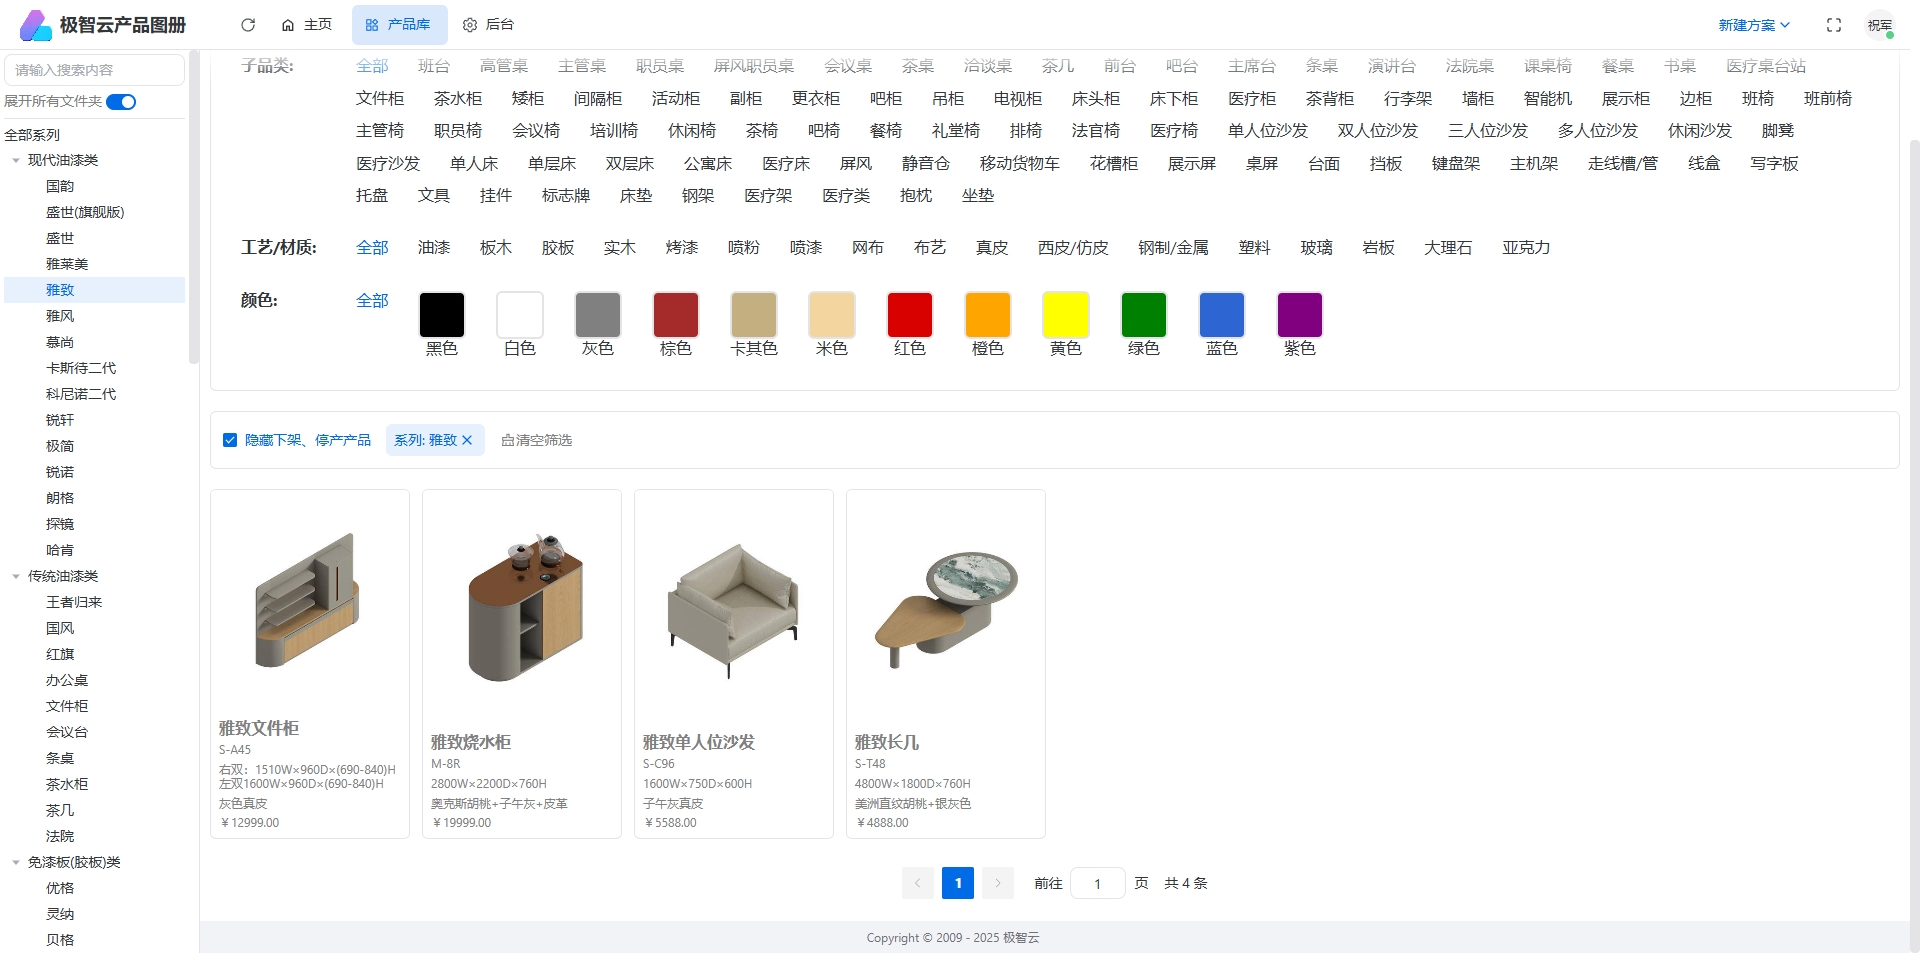 极智云产品图册
主页
产品库
后台
新建方案
祝军
请输入搜索内容
展开所有文件夹
全部系列
现代油漆类
国韵
盛世(旗舰版)
盛世
雅莱美
雅致
雅风
慕尚
卡斯待二代
科尼诺二代
锐轩
极简
锐诺
朗格
探镜
哈肯
传统油漆类
王者归来
国风
红旗
办公桌
文件柜
会议台
条桌
茶水柜
茶几
法院
免漆板(胶板)类
优格
灵纳
贝格
子品类: 全部 班台 高管桌 主管桌 职员桌 屏风职员桌 会议桌 茶桌 洽谈桌 茶几 前台 吧台 主席台 条桌 演讲台 法院桌 课桌椅 餐桌 书桌 医疗桌台站
文件柜 茶水柜 矮柜 间隔柜 活动柜 副柜 更衣柜 吧柜 吊柜 电视柜 床头柜 床下柜 医疗柜 茶背柜 行李架 墙柜 智能机 展示柜 边柜 班椅 班前椅
主管椅 职员椅 会议椅 培训椅 休闲椅 茶椅 吧椅 餐椅 礼堂椅 排椅 法官椅 医疗椅 单人位沙发 双人位沙发 三人位沙发 多人位沙发 休闲沙发 脚凳
医疗沙发 单人床 单层床 双层床 公寓床 医疗床 屏风 静音仓 移动货物车 花槽柜 展示屏 桌屏 台面 挡板 键盘架 主机架 走线槽/管 线盒 写字板
托盘 文具 挂件 标志牌 床垫 钢架 医疗架 医疗类 抱枕 坐垫
工艺/材质: 全部 油漆 板木 胶板 实木 烤漆 喷粉 喷漆 网布 布艺 真皮 西皮/仿皮 钢制/金属 塑料 玻璃 岩板 大理石 亚克力
颜色: 全部
黑色 白色 灰色 棕色 卡其色 米色 红色 橙色 黄色 绿色 蓝色 紫色
隐藏下架、停产产品 系列: 雅致 清空筛选
雅致文件柜
S-A45
右双：1510W×960D×(690-840)H
左双1600W×960D×(690-840)H
灰色真皮
￥12999.00
雅致烧水柜
M-8R
2800W×2200D×760H
奥克斯胡桃+子午灰+皮革
￥19999.00
雅致单人位沙发
S-C96
1600W×750D×600H
子午灰真皮
￥5588.00
雅致长几
S-T48
4800W×1800D×760H
美洲直纹胡桃+银灰色
￥4888.00
1 前往 1 页 共 4 条
Copyright © 2009 - 2025 极智云